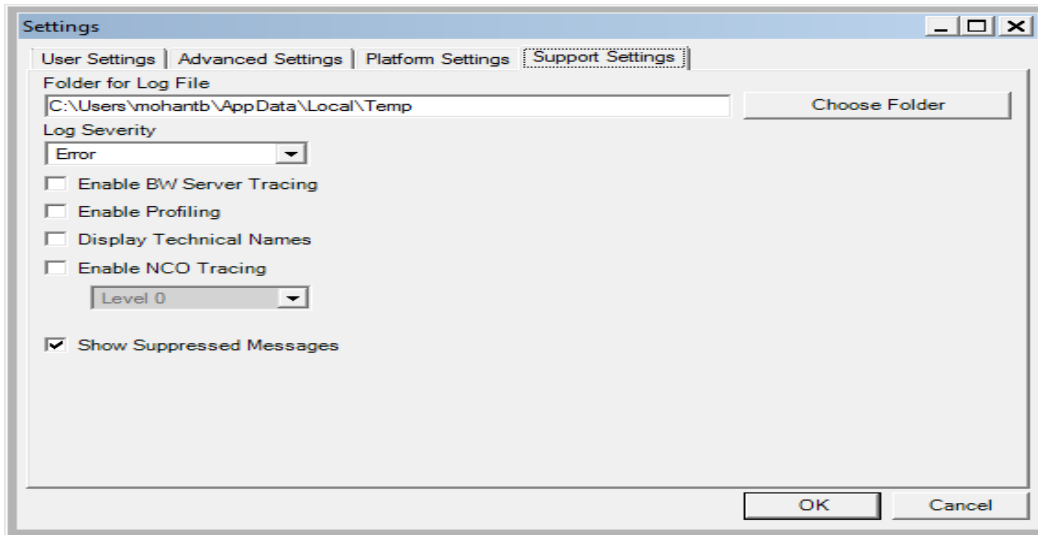 Settings
User Settings Advanced Settings Platform Settings Support Settings
Folder for Log File
C:\Users\mohantb\AppData\Local\Temp Choose Folder
Log Severity
Error
Enable BW Server Tracing
Enable Profiling
Display Technical Names
Enable NCO Tracing
Level 0
Show Suppressed Messages
OK Cancel